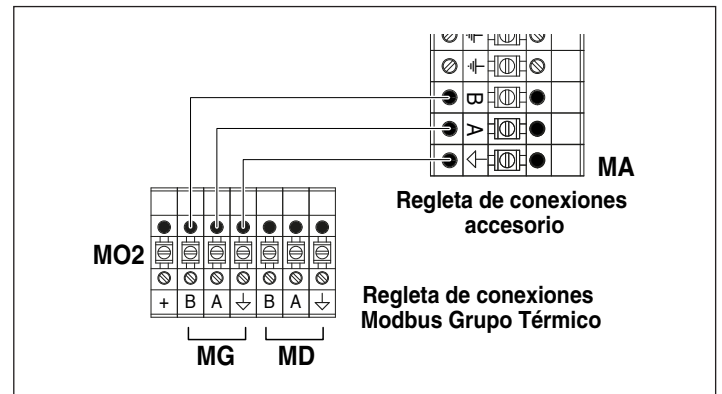 B
A
MA
Regleta de conexiones
accesorio
MO2
+ B A B A
Regleta de conexiones
Modbus Grupo Térmico
MG MD